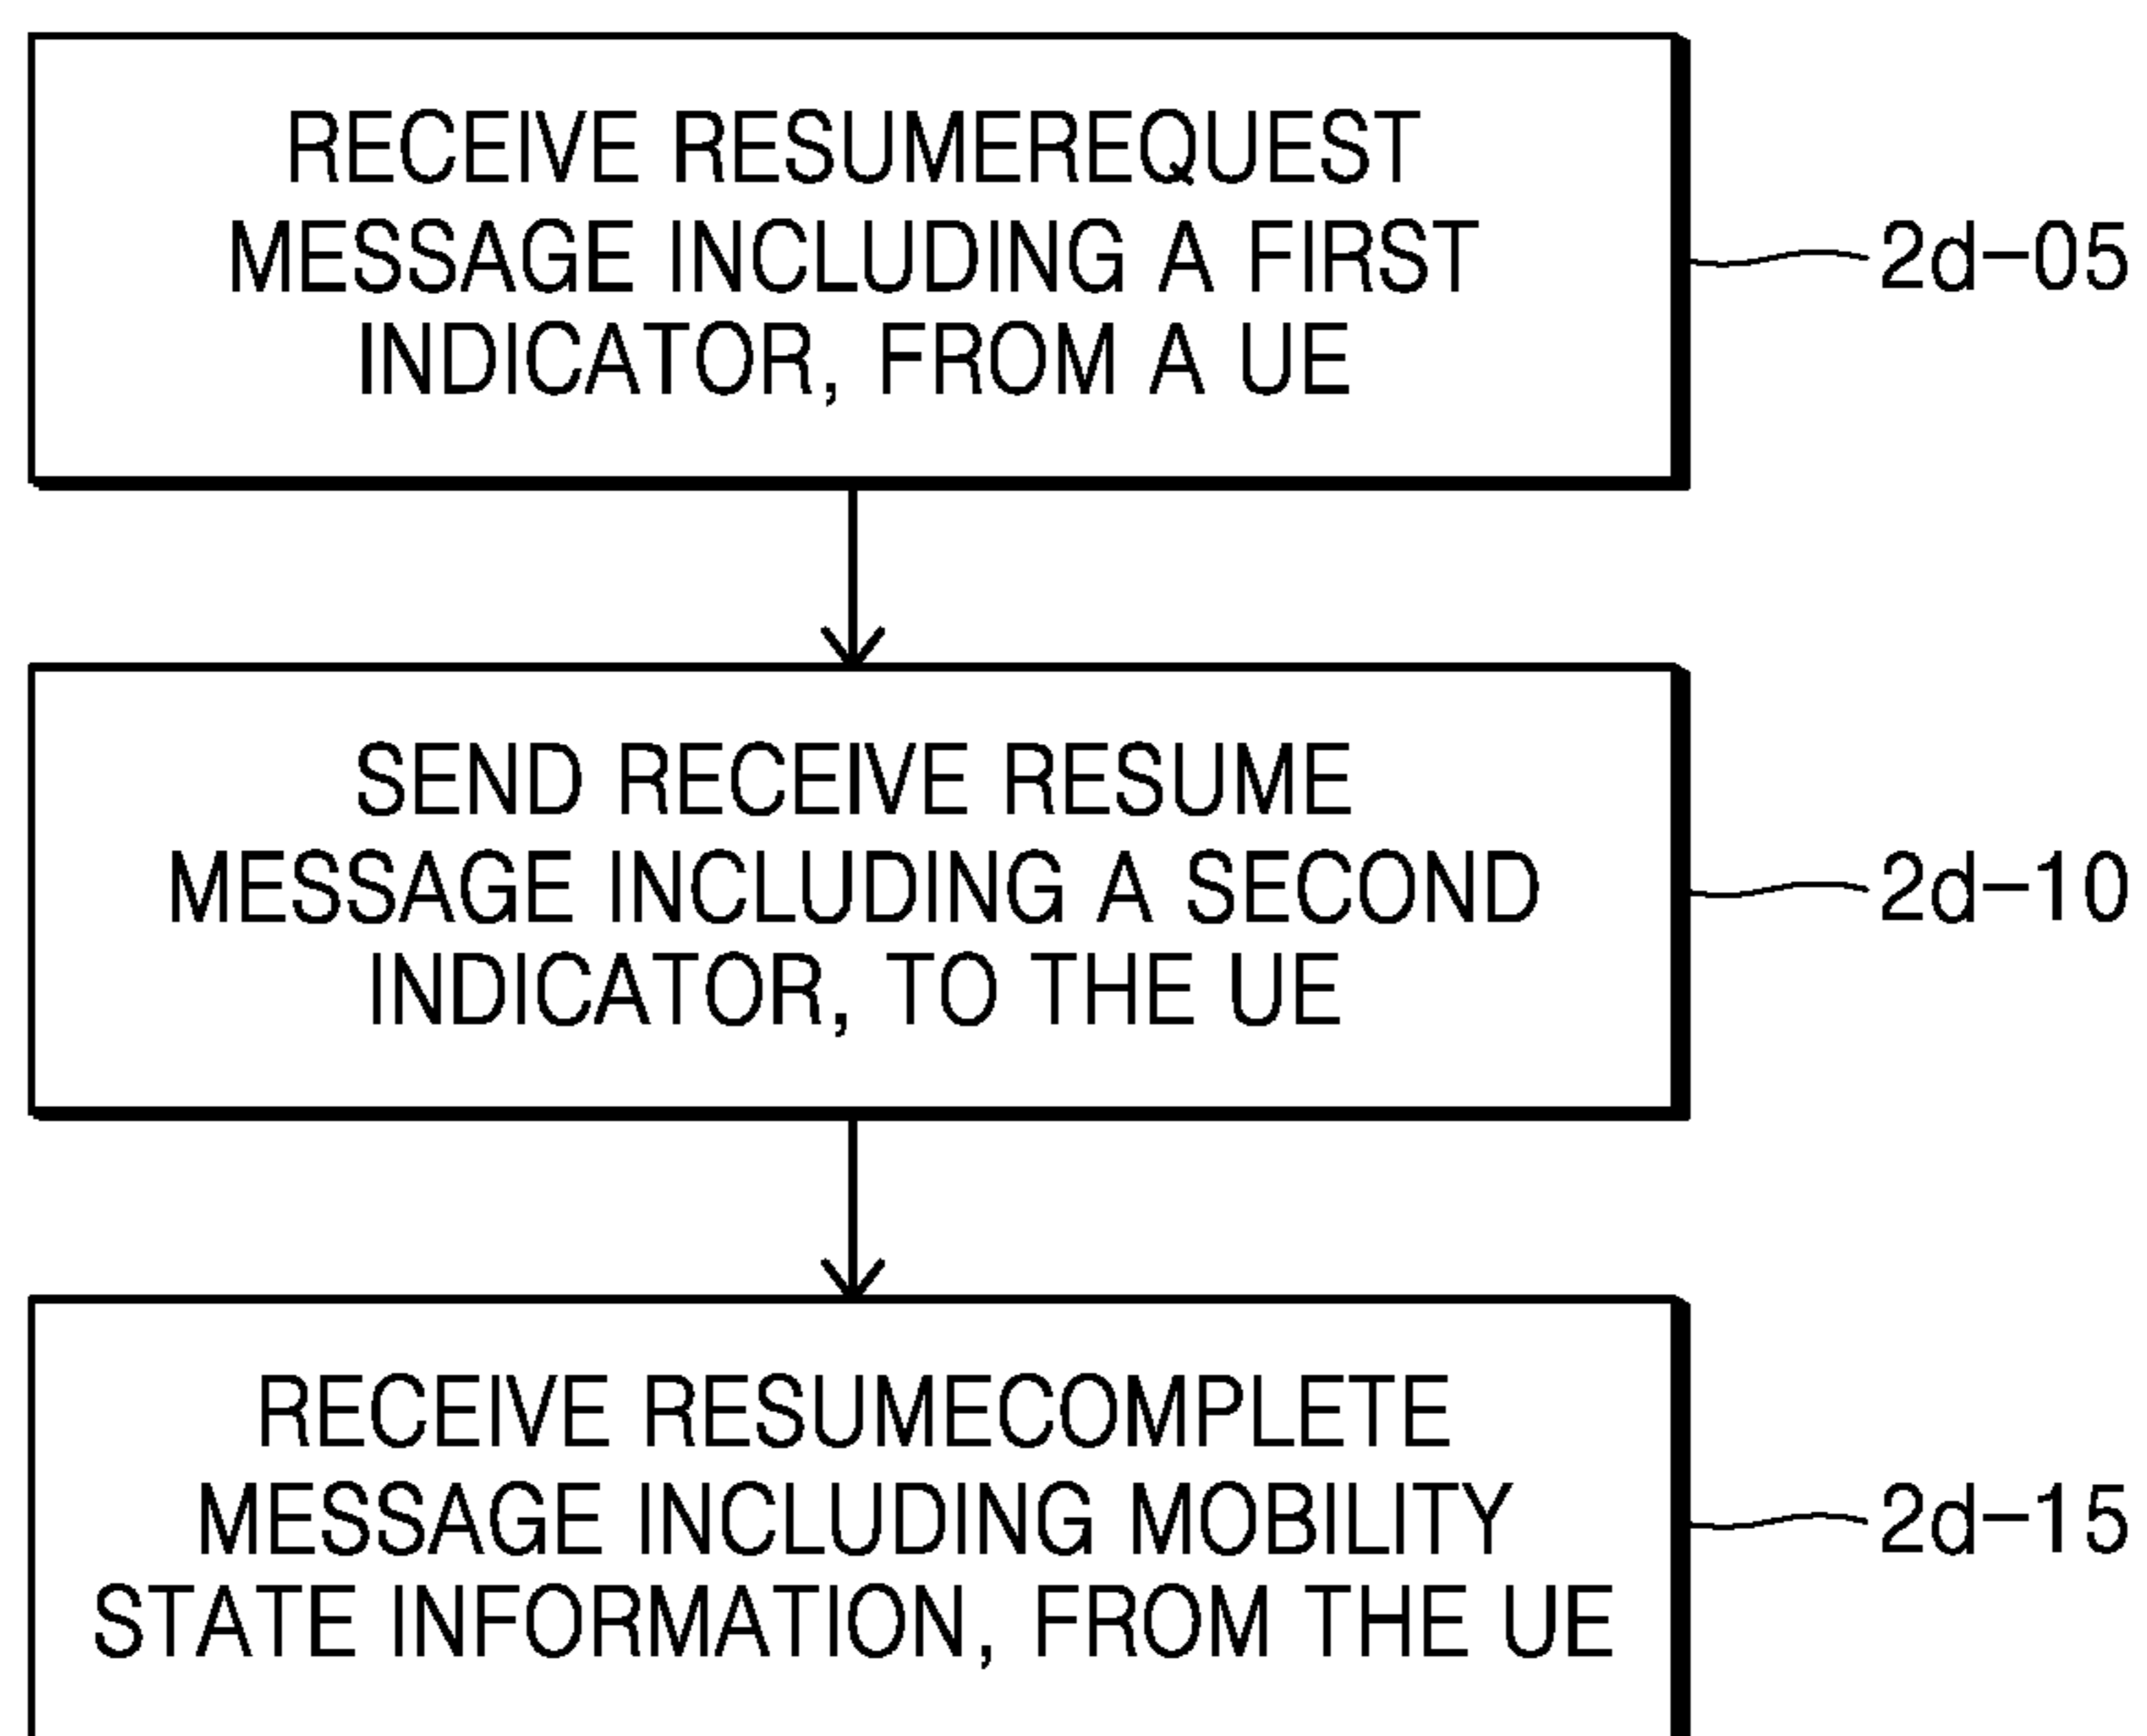 RECEIVE RESUMEREQUEST
MESSAGE INCLUDING A FIRST
INDICATOR, FROM A UE
2d-05
SEND RECEIVE RESUME
MESSAGE INCLUDING A SECOND
INDICATOR, TO THE UE
2d-10
RECEIVE RESUMECOMPLETE
MESSAGE INCLUDING MOBILITY
STATE INFORMATION, FROM THE UE
2d-15